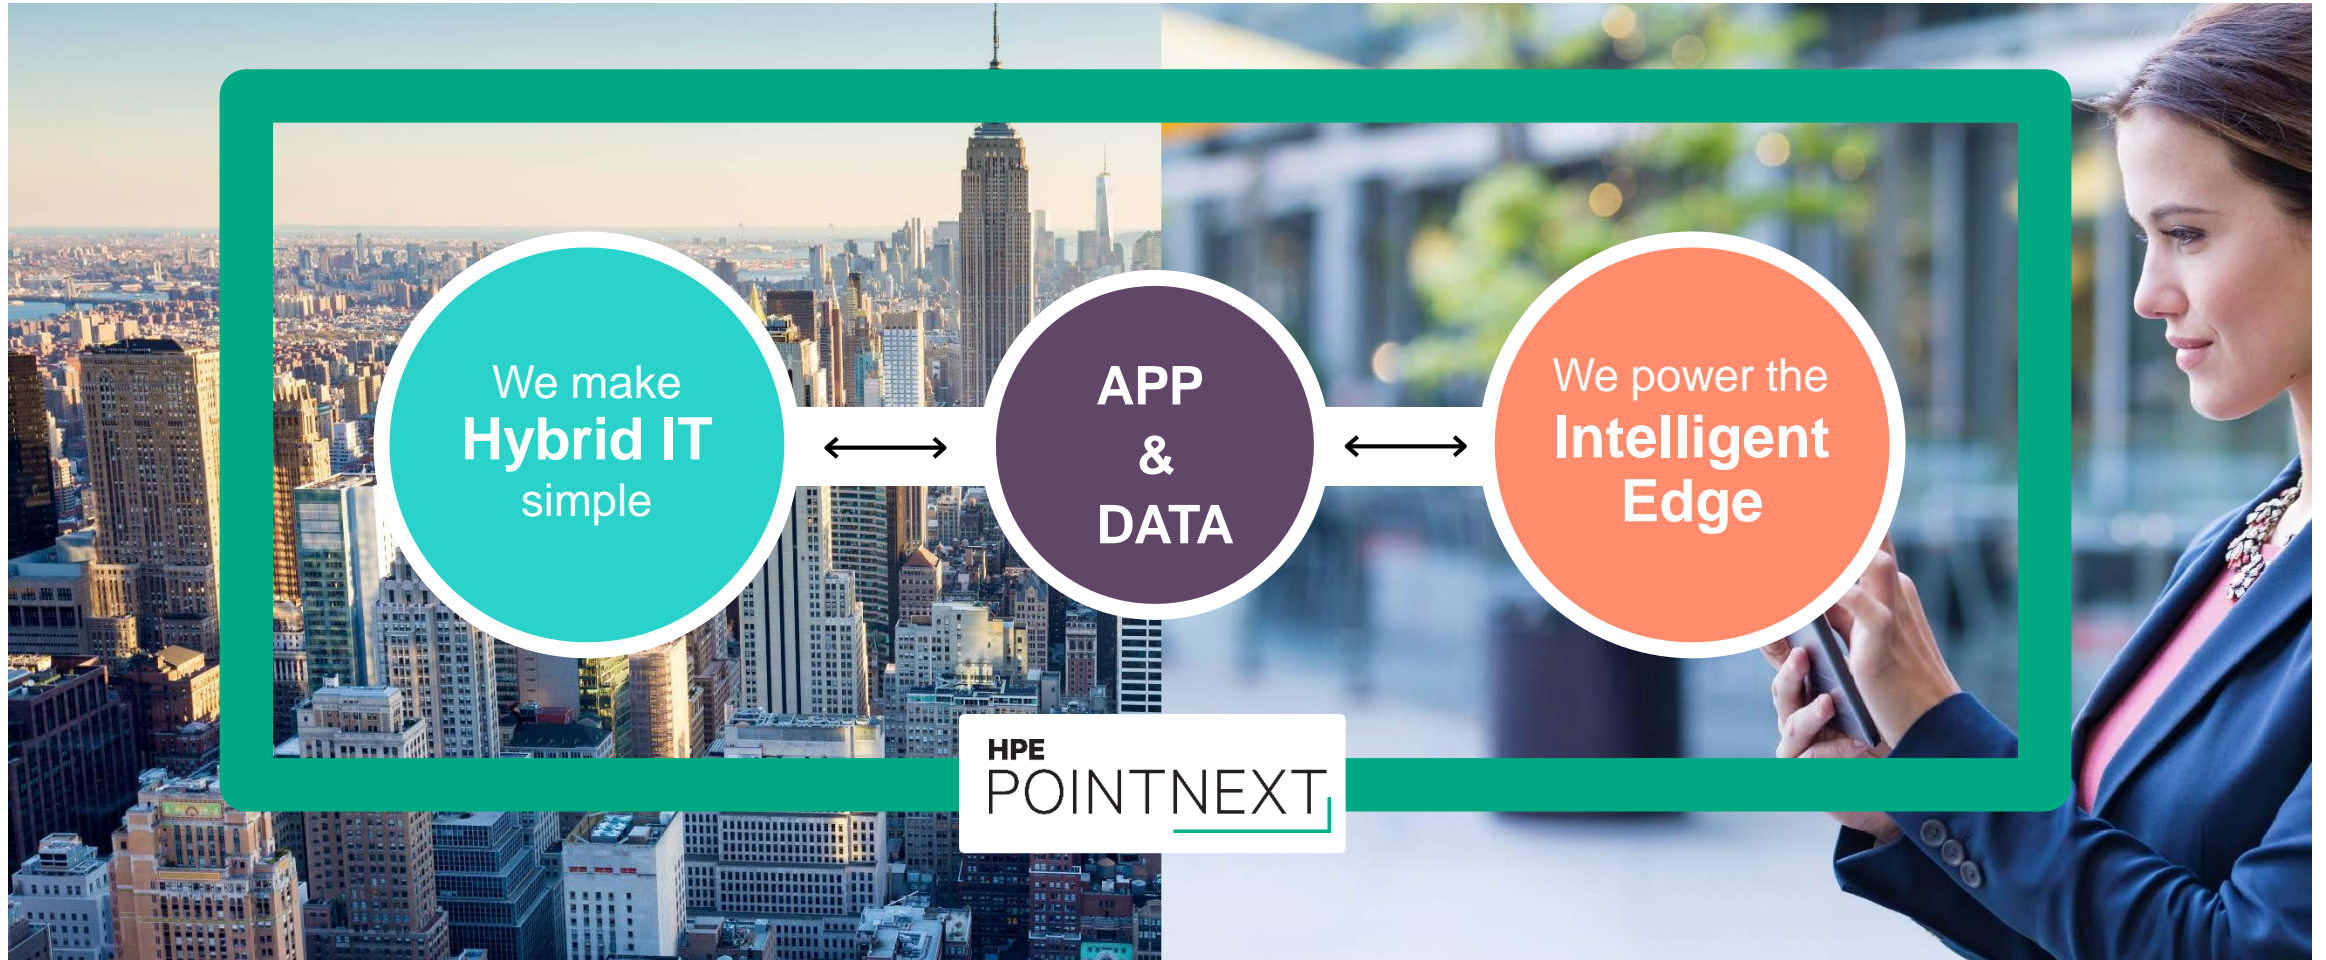 We make
Hybrid IT
simple
APP
&
DATA
We power the
Intelligent
Edge
HPE
POINTNEXT